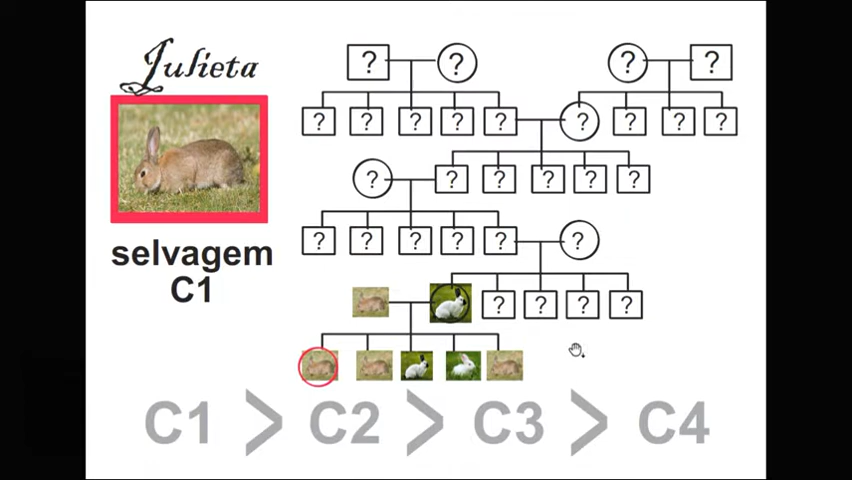 Julieta
selvagem
C1
? ? ? ?
? ? ? ? ? ? ? ? ?
? ? ? ? ? ?
? ? ? ? ? ?
? ? ? ?
C1 > C2 > C3 > C4